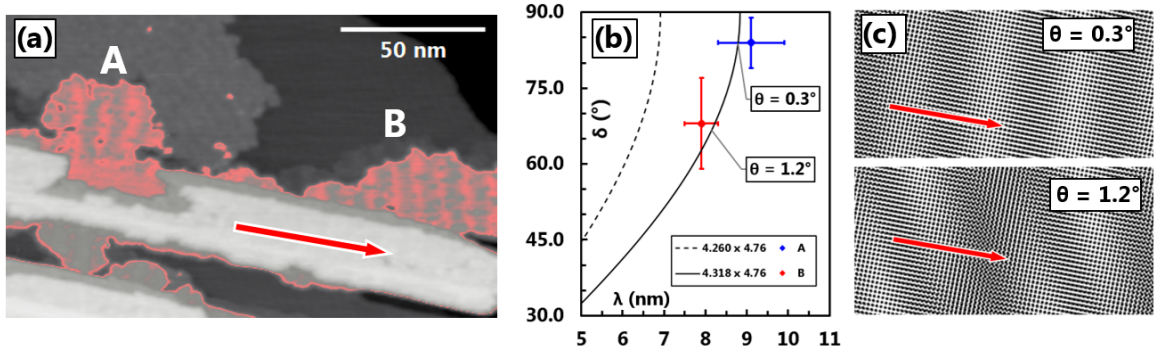 (a)
A
B
50 nm
(b)
90.0
75.0
60.0
45.0
30.0
δ (°)
θ = 0.3°
θ = 1.2°
4.260 x 4.76
A
4.318 x 4.76
B
λ (nm)
5 6 7 8 9 10 11
(c)
θ = 0.3°
θ = 1.2°